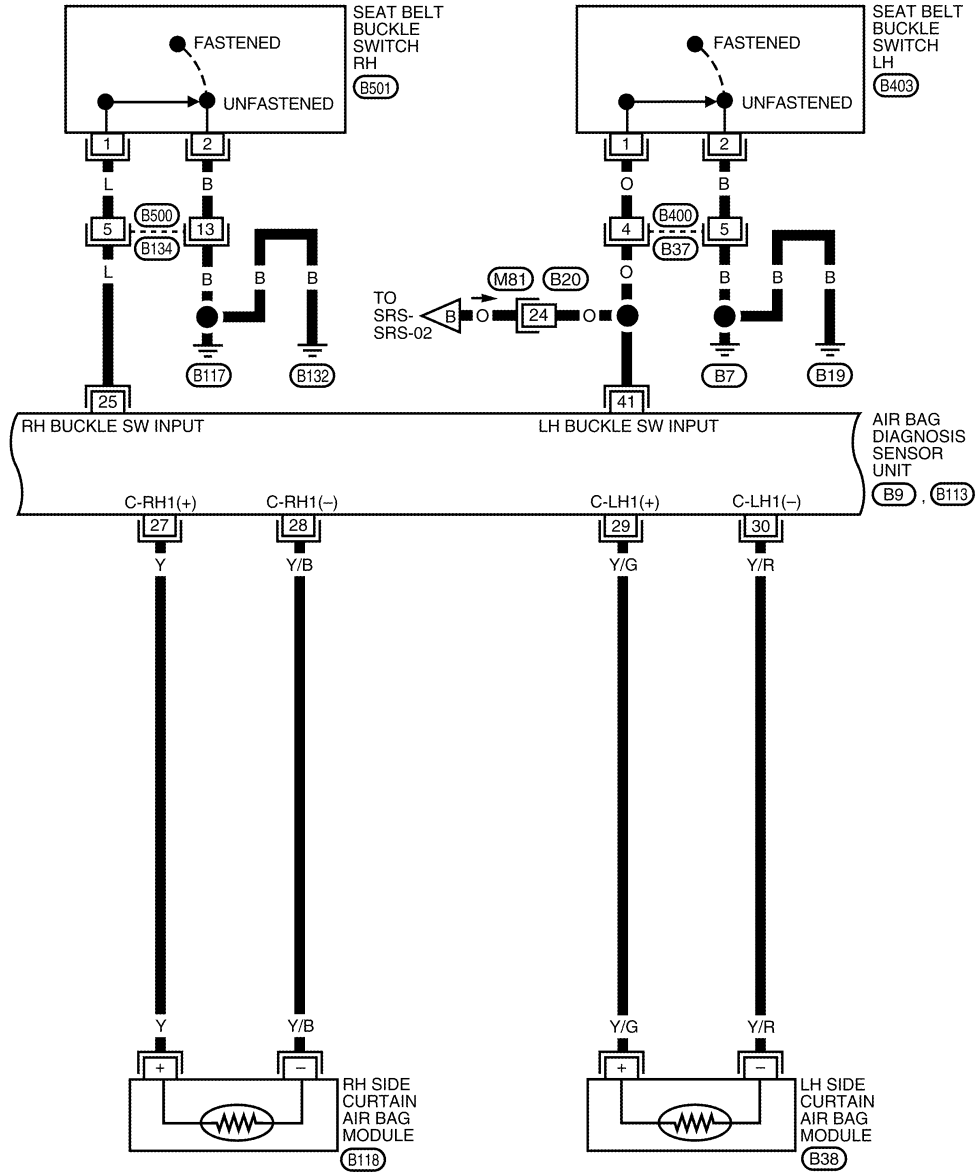 SEAT BELT
BUCKLE
SWITCH
RH
B501
FASTENED
UNFASTENED
1
2
SEAT BELT
BUCKLE
SWITCH
LH
B403
FASTENED
UNFASTENED
1
2
L
B
O
B
5
B500
B134
13
4
B400
B37
5
L
B
B
B
O
B
B
B
TO
SRS-
SRS-02
B
O
M81
B20
24
O
B117
B132
B7
B19
25
41
RH BUCKLE SW INPUT
LH BUCKLE SW INPUT
AIR BAG
DIAGNOSIS
SENSOR
UNIT
B9 , B113
C-RH1(+)
C-RH1(–)
C-LH1(+)
C-LH1(–)
27
28
29
30
Y
Y/B
Y/G
Y/R
Y
Y/B
Y/G
Y/R
+
–
+
–
RH SIDE
CURTAIN
AIR BAG
MODULE
B118
LH SIDE
CURTAIN
AIR BAG
MODULE
B38